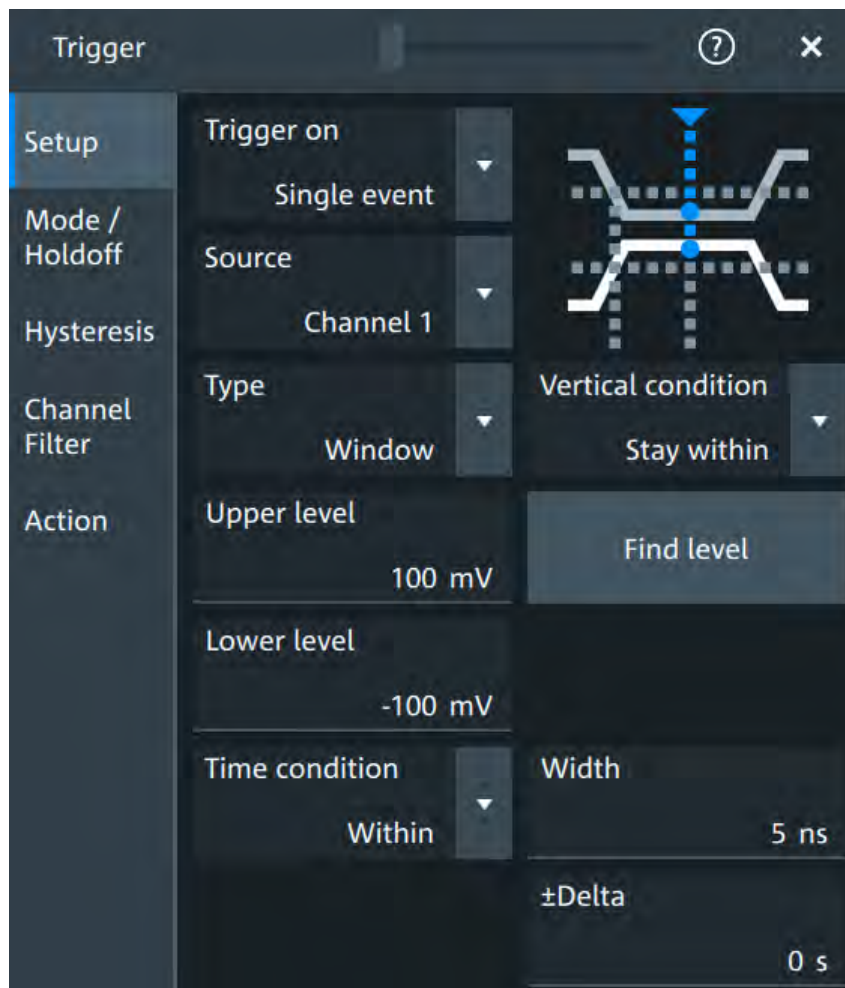 Trigger
?
Setup
Mode /
Holdoff
Hysteresis
Channel
Filter
Action
Trigger on
Single event
Source
Channel 1
Type
Window
Vertical condition
Stay within
Upper level
100 mV
Find level
Lower level
-100 mV
Time condition
Within
Width
5 ns
±Delta
0 s